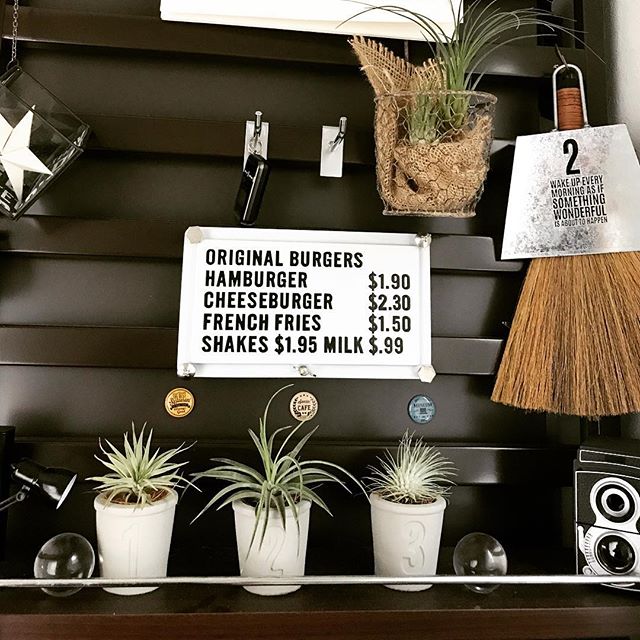 2
WAKE UP EVERY
MORNING AS IF
SOMETHING
WONDERFUL
IS ABOUT TO HAPPEN
ORIGINAL BURGERS
HAMBURGER $1.90
CHEESEBURGER $2.30
FRENCH FRIES $1.50
SHAKES $1.95 MILK $.99
CAFE
1
2
3